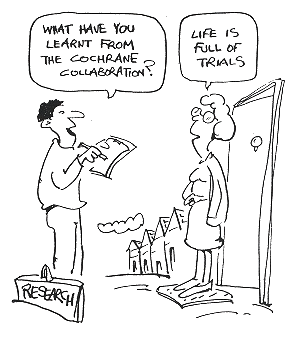 WHAT HAVE YOU
LEARNT FROM
THE COCHRANE
COLLABORATION?
LIFE IS
FULL OF
TRIALS
RESEARCH